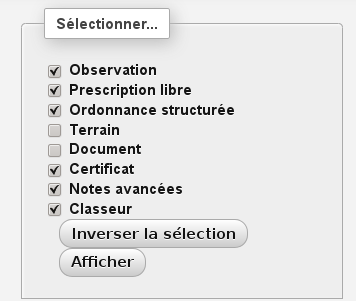 Sélectionner...
Observation
Prescription libre
Ordonnance structurée
Terrain
Document
Certificat
Notes avancées
Classeur
Inverser la sélection
Afficher